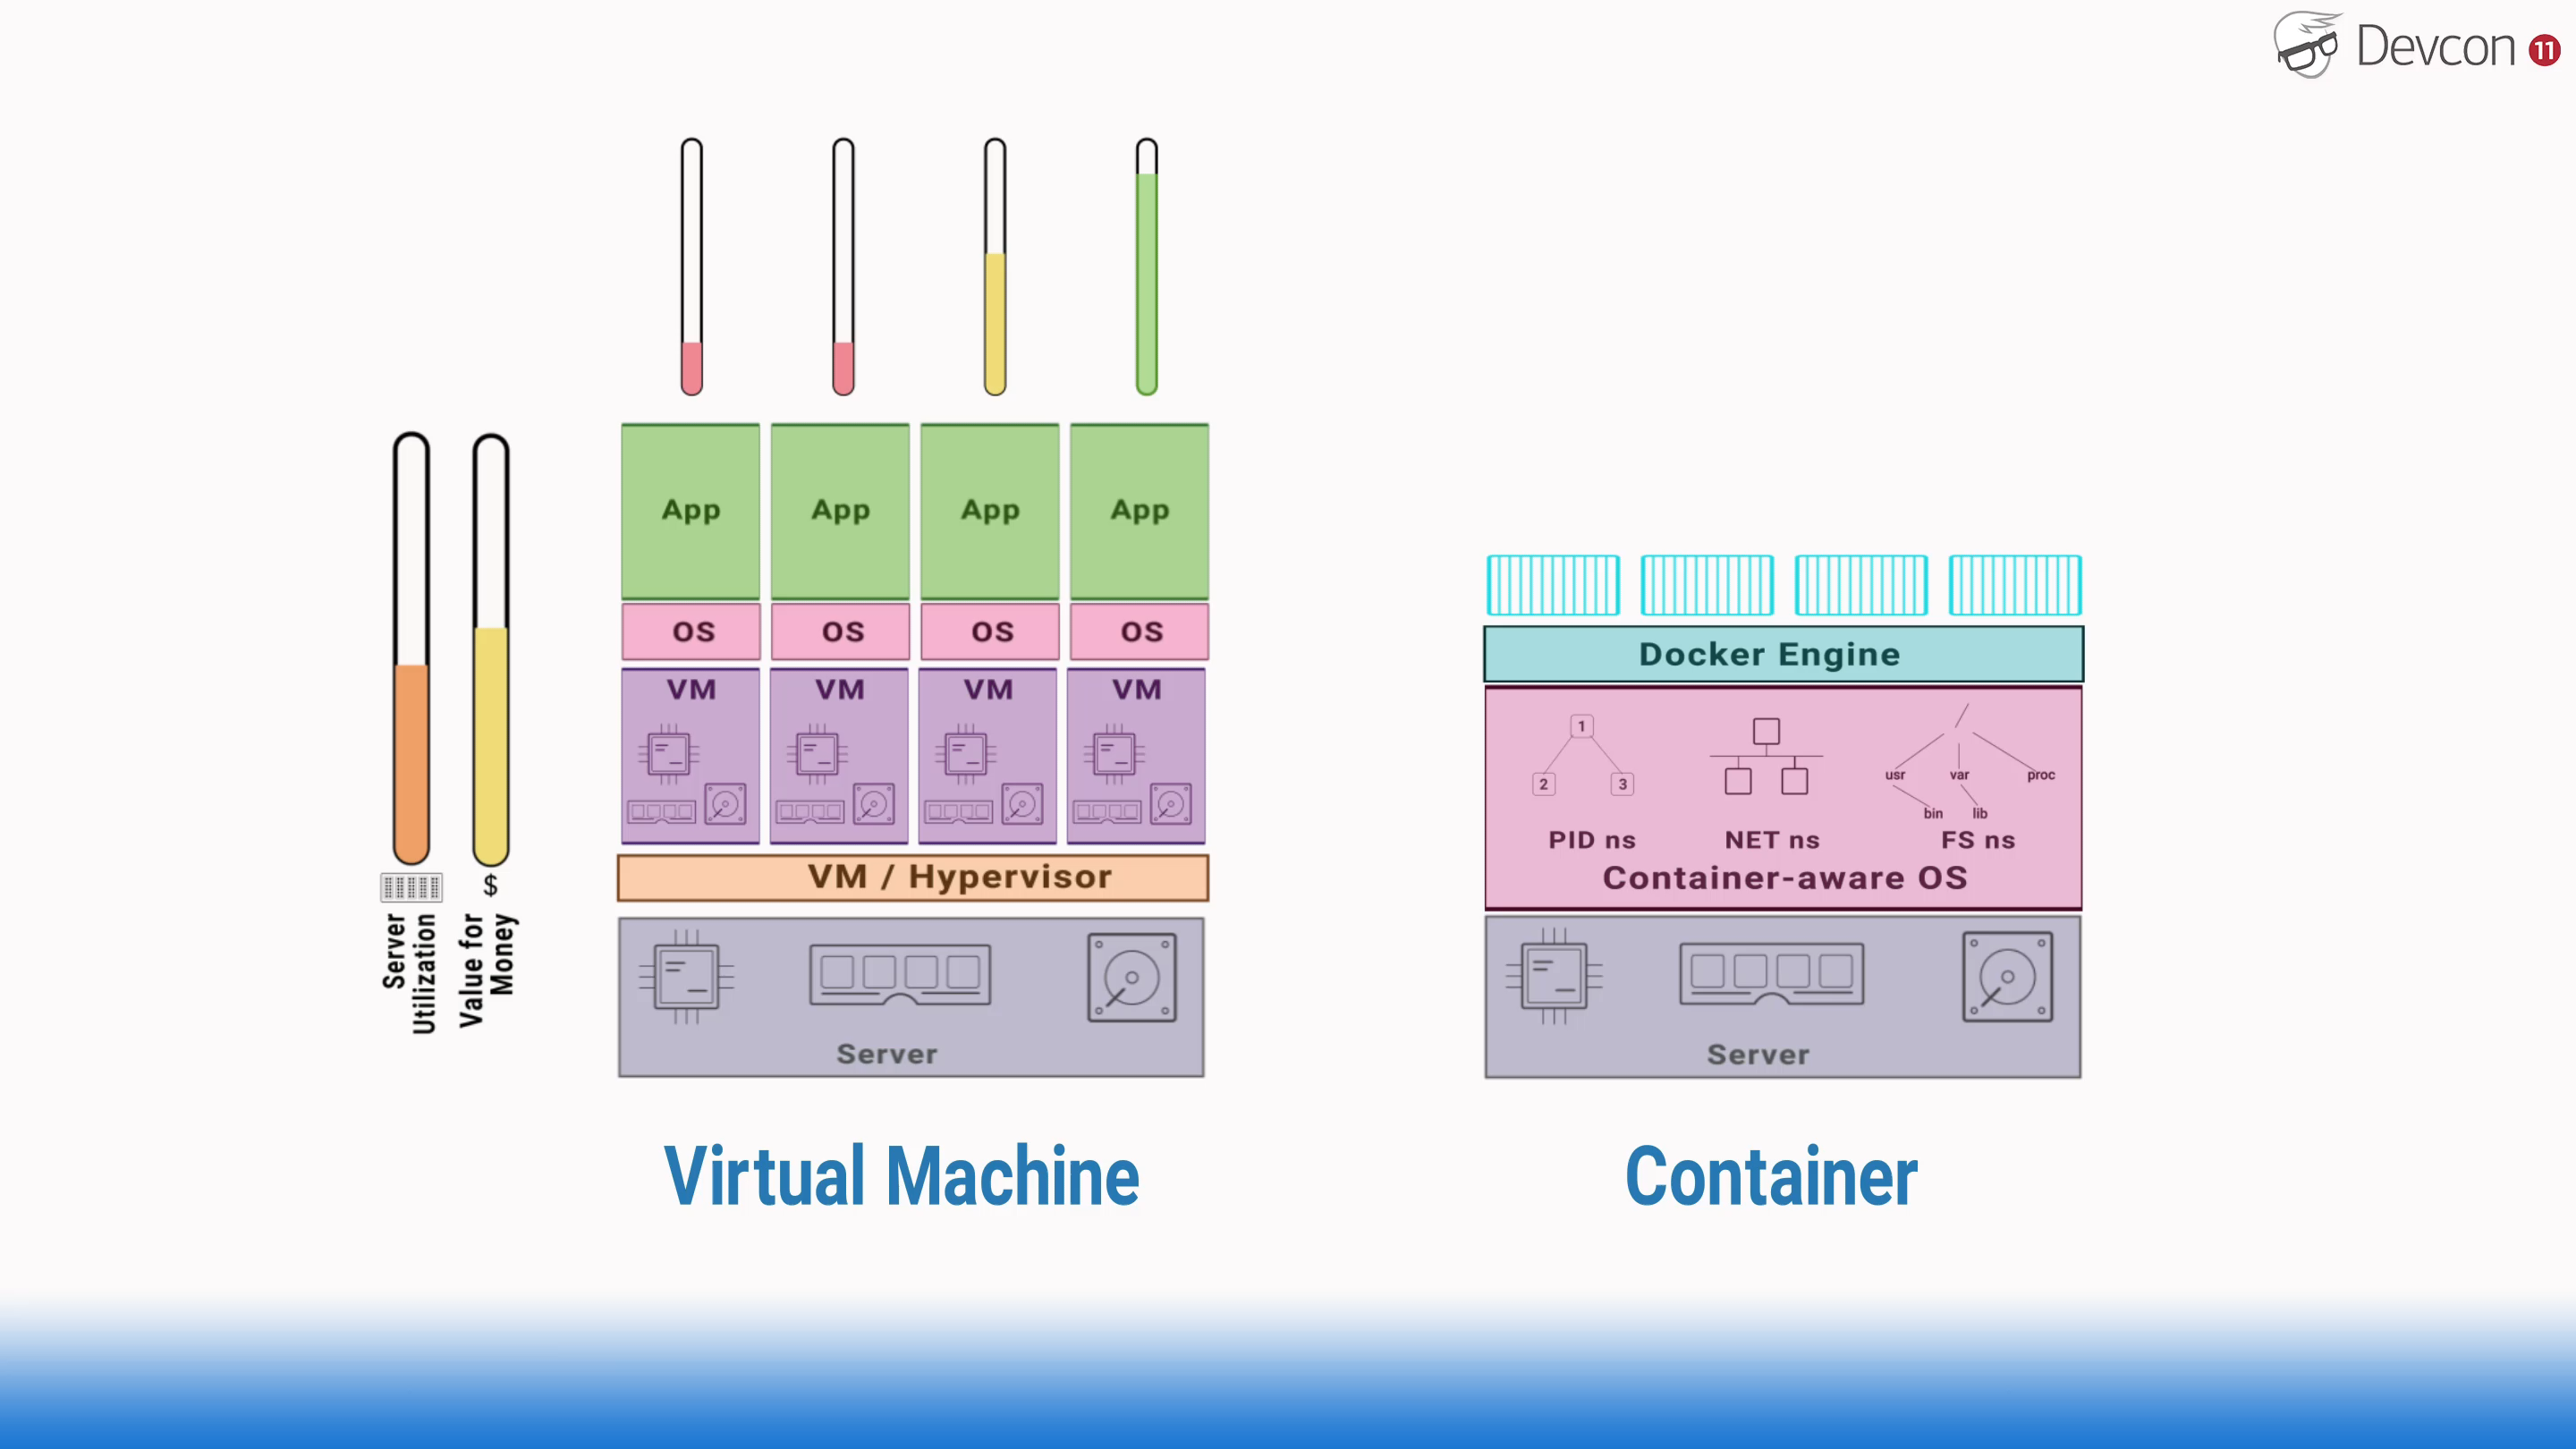 Devcon 11
App App App App
OS OS OS OS
VM VM VM VM
VM / Hypervisor
Server
$
Server
Utilization
Value for
Money
Docker Engine
1
2 3
/
usr var proc
bin lib
PID ns NET ns FS ns
Container-aware OS
Server
Virtual Machine
Container